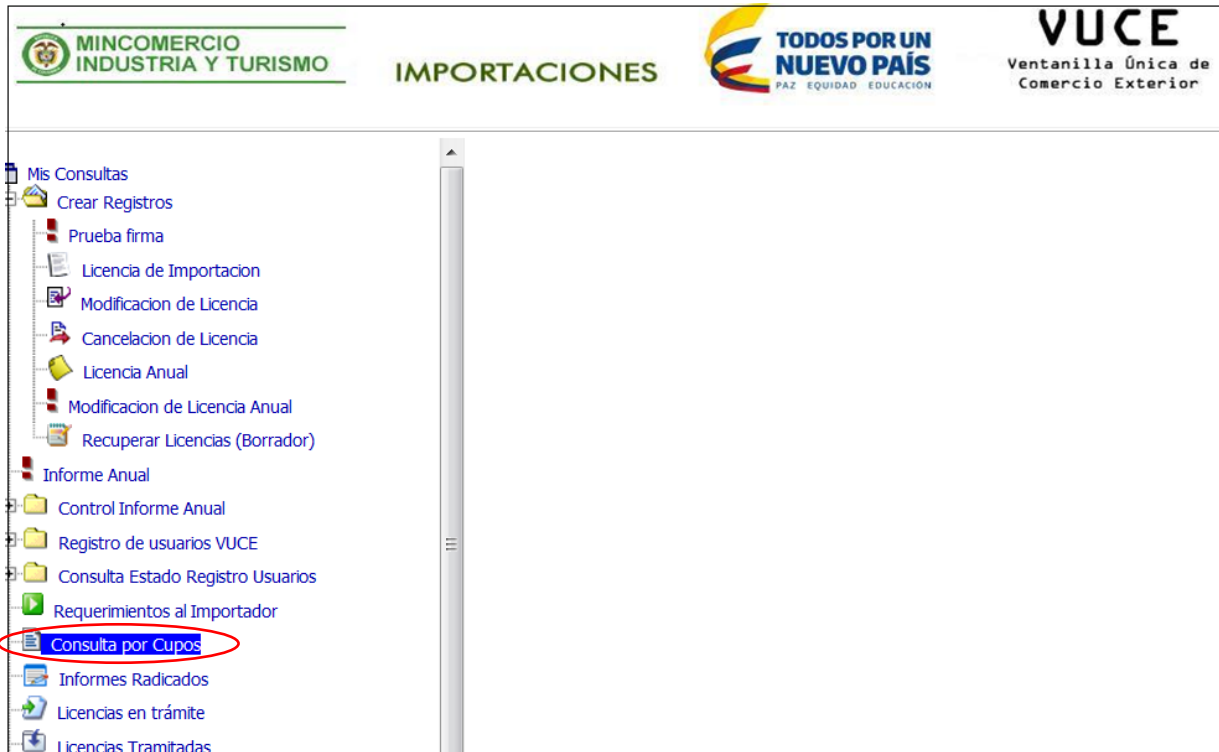 MINCOMERCIO
INDUSTRIA Y TURISMO
IMPORTACIONES
TODOS POR UN
NUEVO PAÍS
PAZ EQUIDAD EDUCACIÓN
VUCE
Ventanilla Única de
Comercio Exterior
Mis Consultas
Crear Registros
Prueba firma
Licencia de Importacion
Modificacion de Licencia
Cancelacion de Licencia
Licencia Anual
Modificacion de Licencia Anual
Recuperar Licencias (Borrador)
Informe Anual
Control Informe Anual
Registro de usuarios VUCE
Consulta Estado Registro Usuarios
Requerimientos al Importador
Consulta por Cupos
Informes Radicados
Licencias en trámite
Licencias Tramitadas